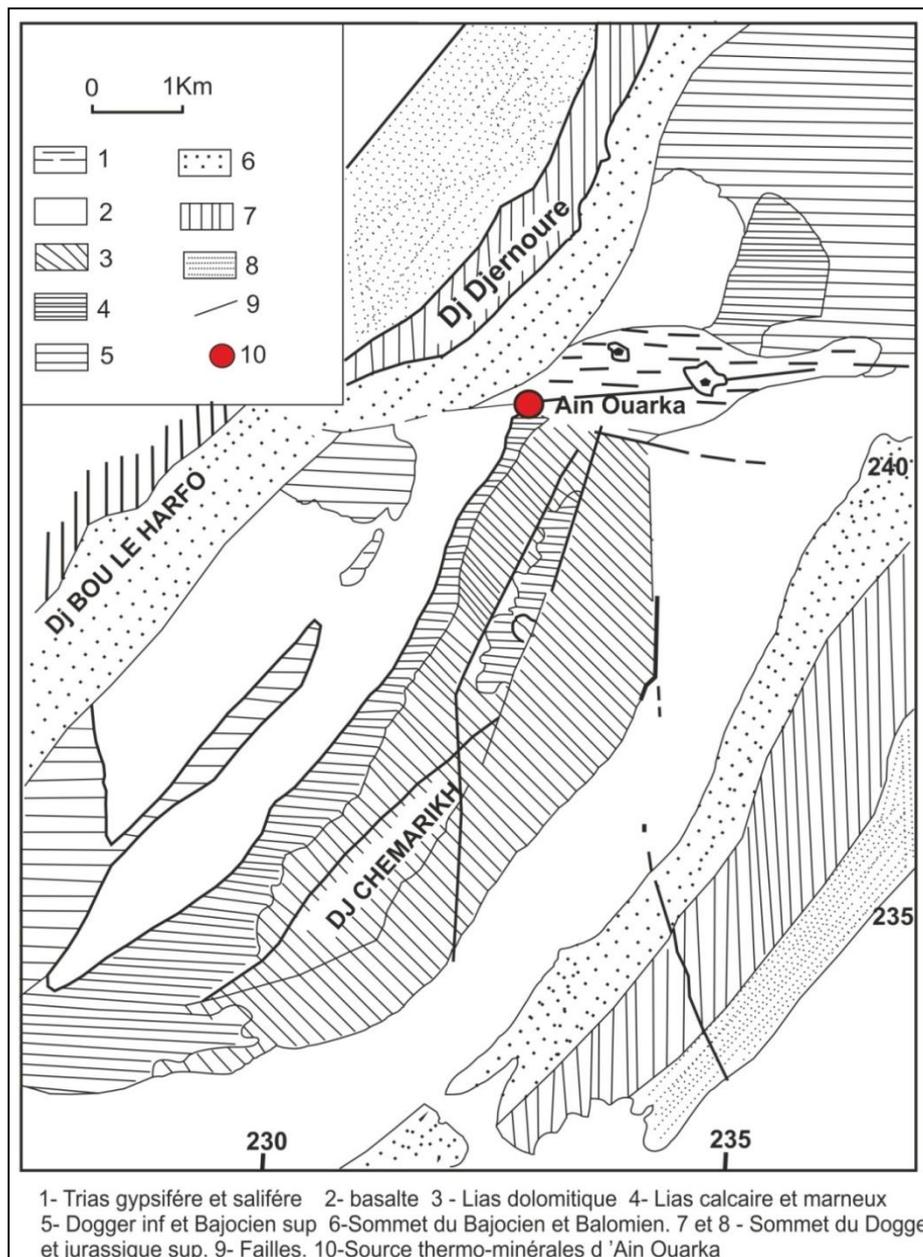 0 1Km
1 6
2 7
3 8
4 9
5 10
Dj Djernoure
Ain Ouarka
240
Dj BOU LE HARFO
DJ CHEMARIKH
235
230 235
1- Trias gypsifére et salifére 2- basalte 3 - Lias dolomitique 4- Lias calcaire et marneux
5- Dogger inf et Bajocien sup 6-Sommet du Bajocien et Balomien. 7 et 8 - Sommet du Dogge
et jurassique sup. 9- Failles. 10-Source thermo-minérales d 'Ain Ouarka